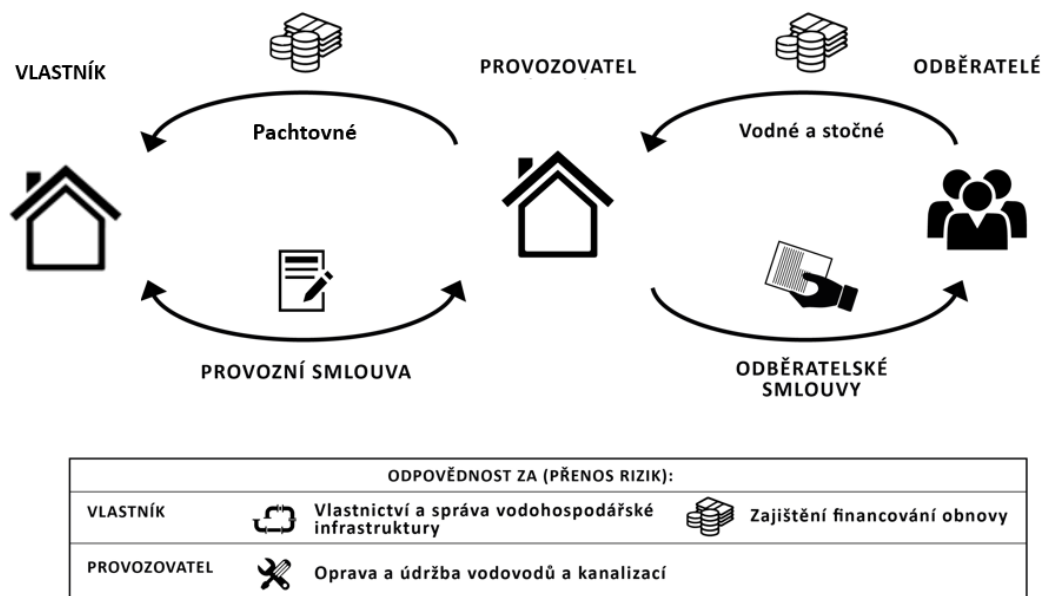 VLASTNÍK
PROVOZOVATEL
ODBĚRATELÉ
Pachtovné
Vodné a stočné
PROVOZNÍ SMLOUVA
ODBĚRATELSKÉ
SMLOUVY
ODPOVĚDNOST ZA (PŘENOS RIZIK):
VLASTNÍK
Vlastnictví a správa vodohospodářské
infrastruktury
Zajištění financování obnovy
PROVOZOVATEL
Oprava a údržba vodovodů a kanalizací